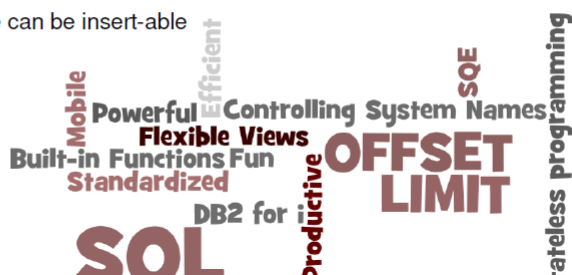 can be insert-able
Efficient
Mobile
SQE
Powerful
Controlling System Names
Flexible Views
OFFSET
Built-in Functions
Fun
Standardized
LIMIT
Productive
DB2 for i
SQL
rateless programming